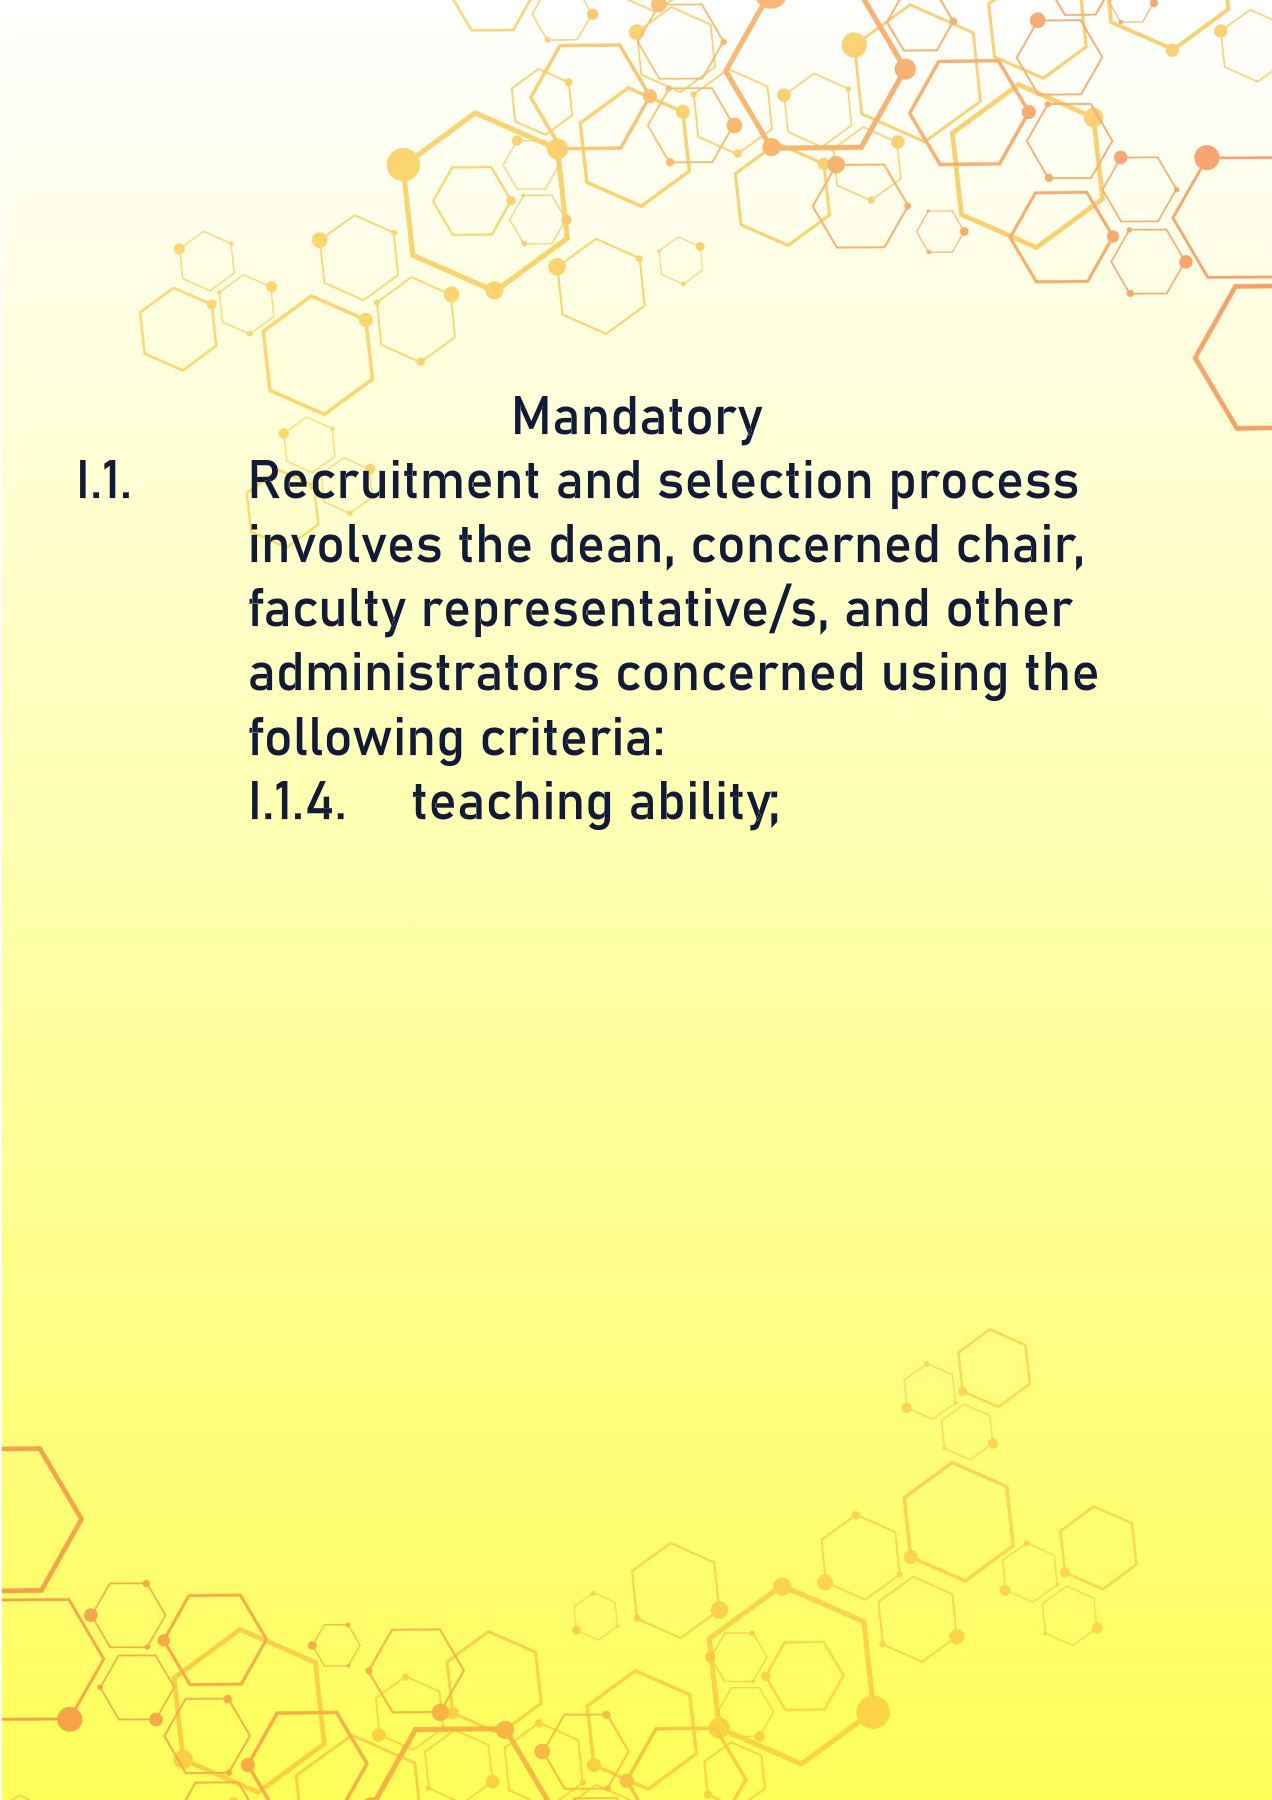 Mandatory
I.1. Recruitment and selection process
involves the dean, concerned chair,
faculty representative/s, and other
administrators concerned using the
following criteria:
I.1.4. teaching ability;